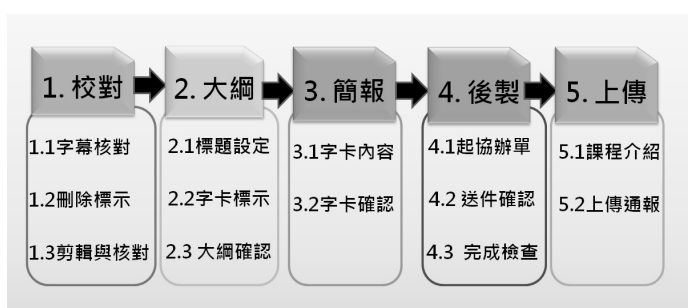 1. 校對
2. 大綱
3. 簡報
4. 後製
5. 上傳
1.1字幕核對
1.2刪除標示
1.3剪輯與核對
2.1標題設定
2.2字卡標示
2.3 大綱確認
3.1字卡內容
3.2字卡確認
4.1起協辦單
4.2 送件確認
4.3 完成檢查
5.1課程介紹
5.2上傳通報